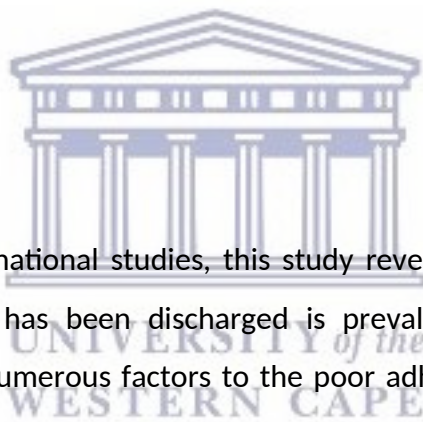 national studies, this study reve
has been discharged is preval
UNIVERSITY of the
umerous factors to the poor adh
WESTERN CAPE